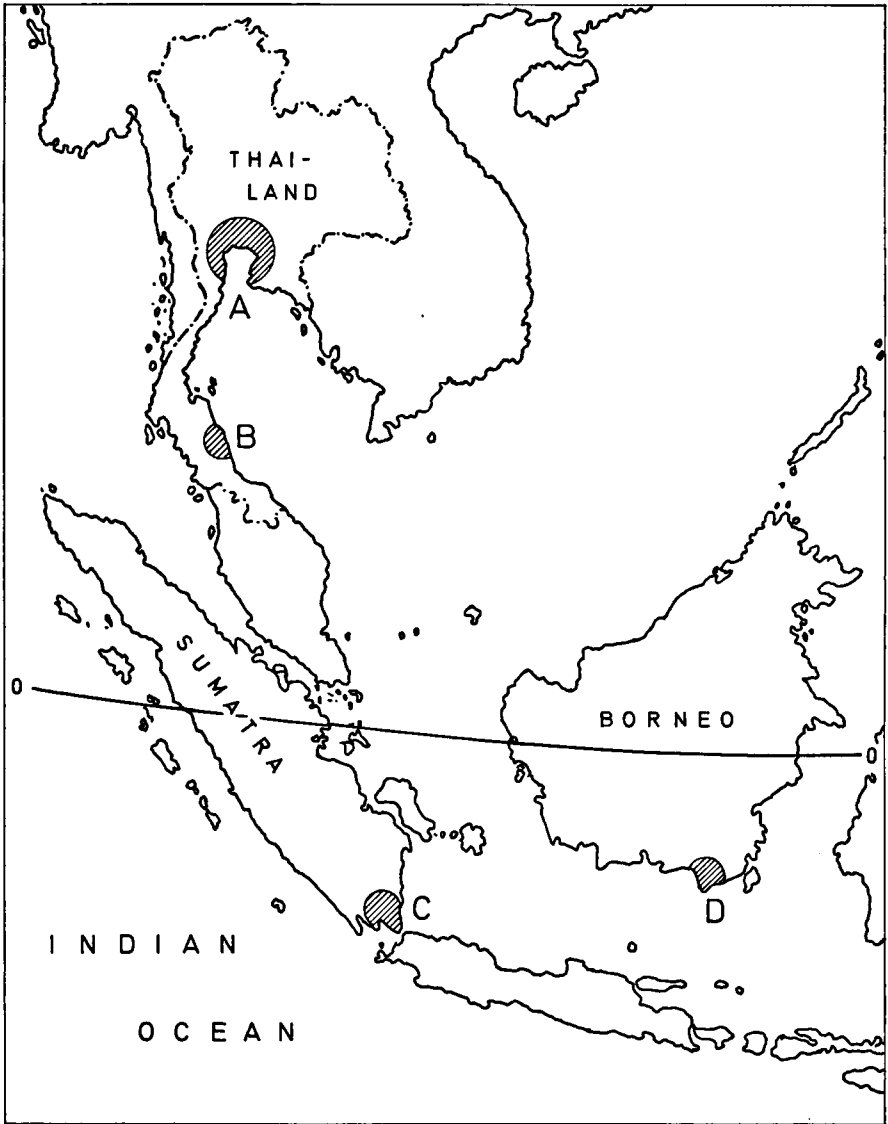 THAI-
LAND
A
B
SUMATRA
0
BORNEO
0
C
D
INDIAN
OCEAN